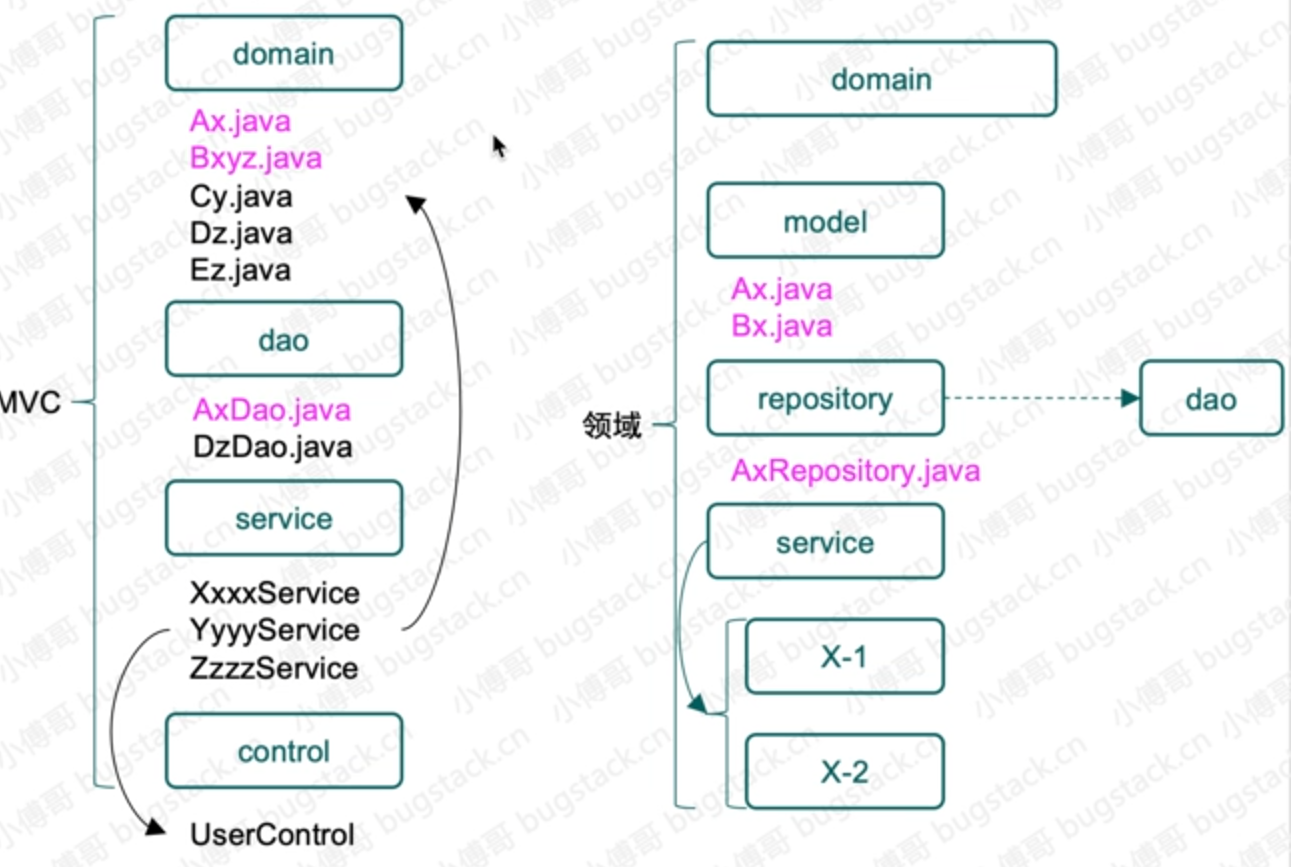 MVC
domain
Ax.java
Bxyz.java
Cy.java
Dz.java
Ez.java
dao
AxDao.java
DzDao.java
service
XxxxService
YyyyService
ZzzzService
control
UserControl
领域
domain
model
Ax.java
Bx.java
repository
dao
AxRepository.java
service
X-1
X-2
小傅哥 bugstack.cn